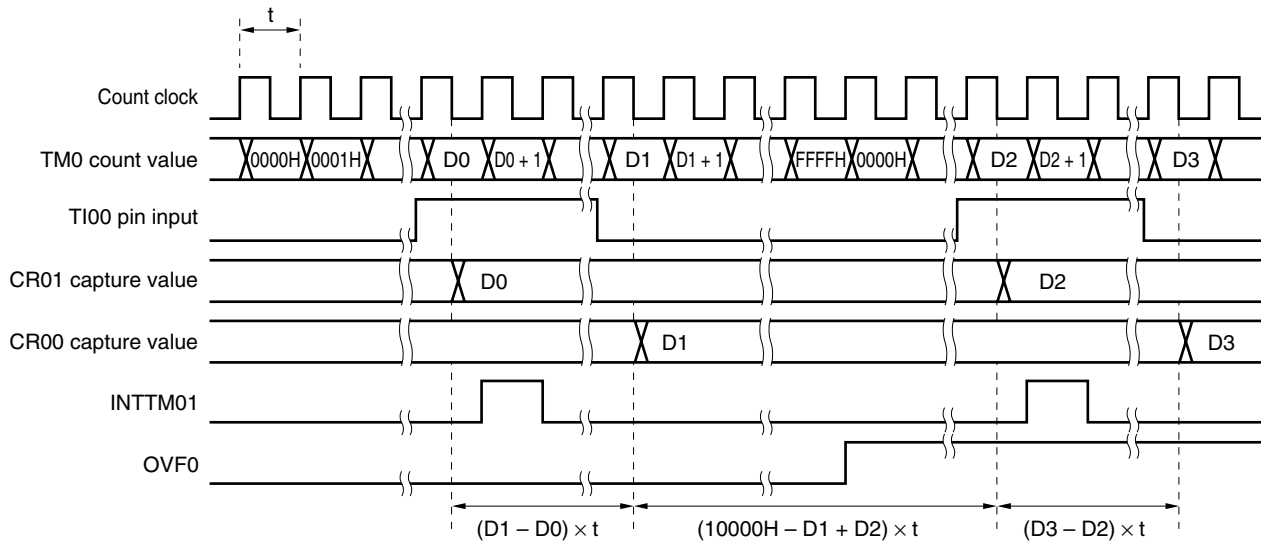 t
Count clock
TM0 count value 0000H 0001H D0 D0 + 1 D1 D1 + 1 FFFFH 0000H D2 D2 + 1 D3
TI00 pin input
CR01 capture value D0 D2
CR00 capture value D1 D3
INTTM01
OVF0
(D1 – D0) × t (10000H – D1 + D2) × t (D3 – D2) × t